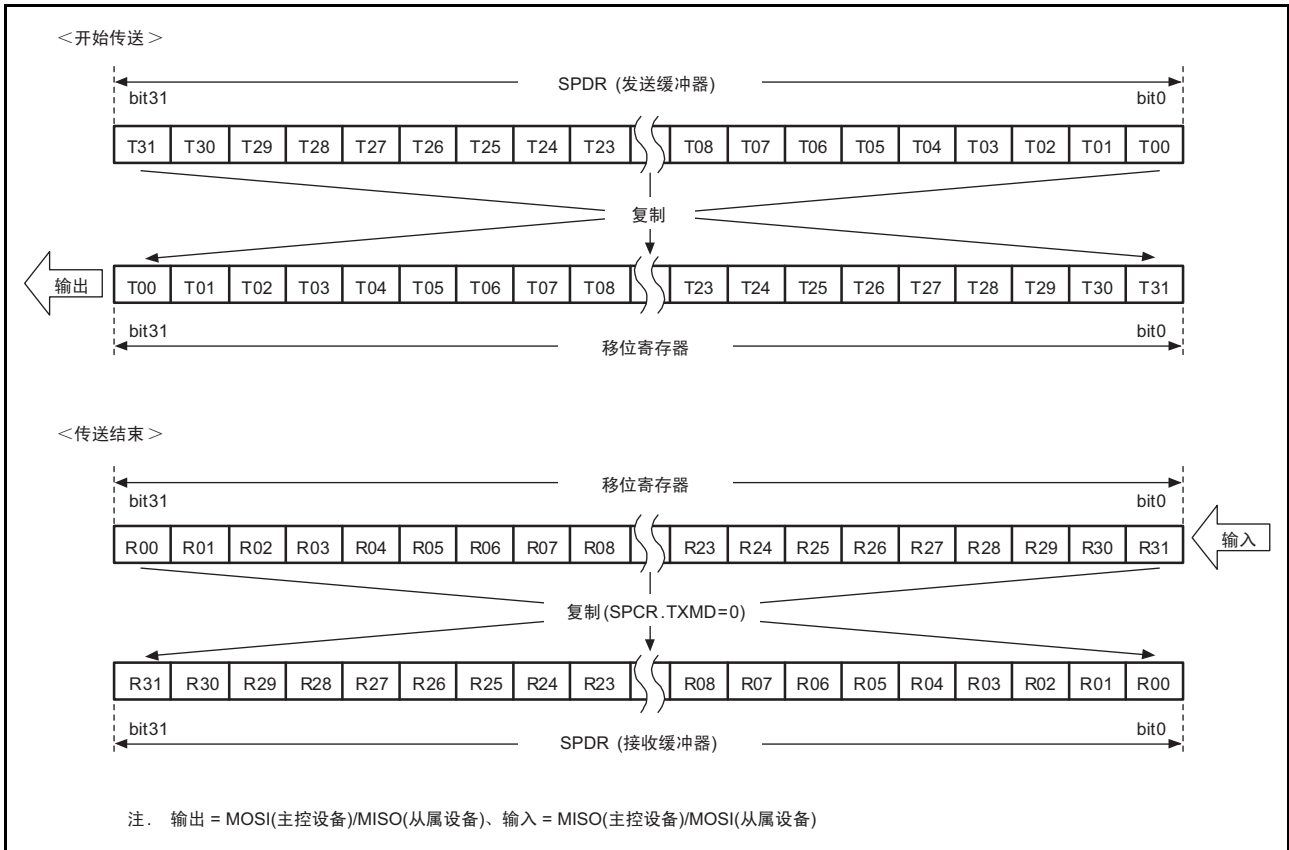 ＜开始传送＞
SPDR (发送缓冲器)
bit31 bit0
T31 T30 T29 T28 T27 T26 T25 T24 T23 T08 T07 T06 T05 T04 T03 T02 T01 T00
复制
输出 T00 T01 T02 T03 T04 T05 T06 T07 T08 T23 T24 T25 T26 T27 T28 T29 T30 T31
bit31 bit0
移位寄存器
＜传送结束＞
移位寄存器
bit31 bit0
R00 R01 R02 R03 R04 R05 R06 R07 R08 R23 R24 R25 R26 R27 R28 R29 R30 R31 输入
复制(SPCR.TXMD=0)
R31 R30 R29 R28 R27 R26 R25 R24 R23 R08 R07 R06 R05 R04 R03 R02 R01 R00
bit31 bit0
SPDR (接收缓冲器)
注． 输出 = MOSI(主控设备)/MISO(从属设备)、输入 = MISO(主控设备)/MOSI(从属设备)